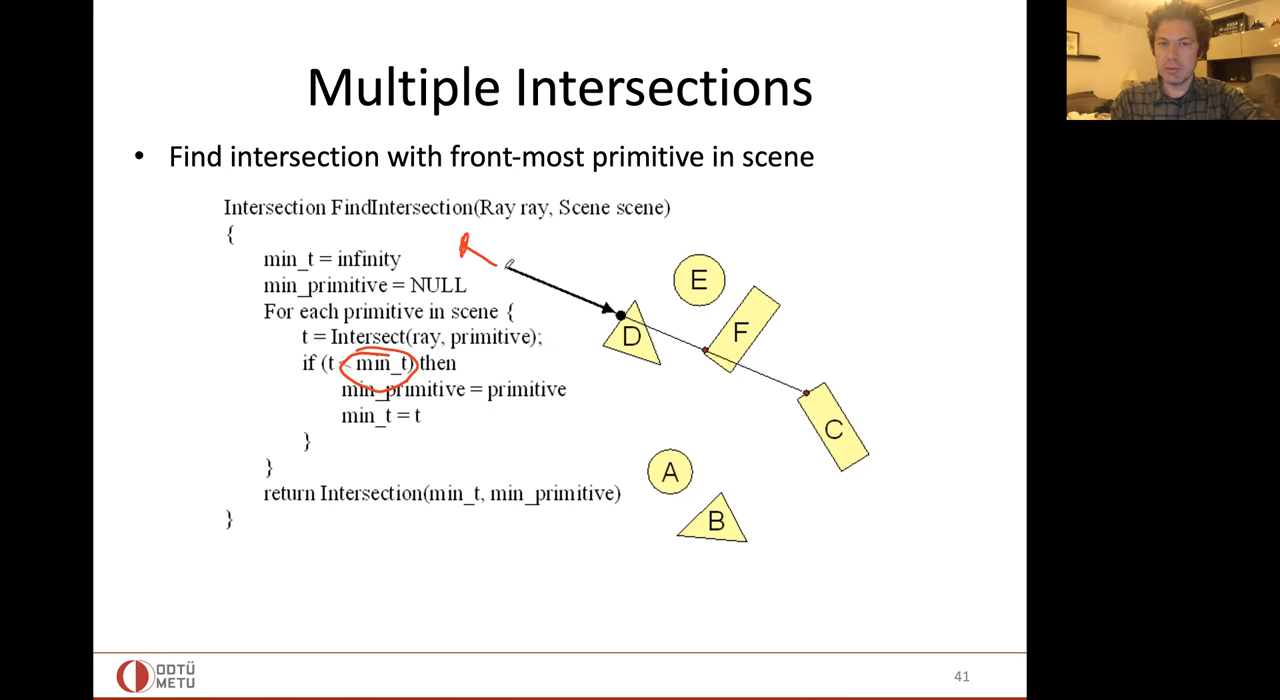 Multiple Intersections
• Find intersection with front-most primitive in scene
Intersection FindIntersection(Ray ray, Scene scene)
{
min_t = infinity
min_primitive = NULL
For each primitive in scene {
t = Intersect(ray, primitive);
if (t < min_t) then
min_primitive = primitive
min_t = t
}
}
return Intersection(min_t, min_primitive)
}
E
D
F
C
A
B
ODTÜ
METU
41